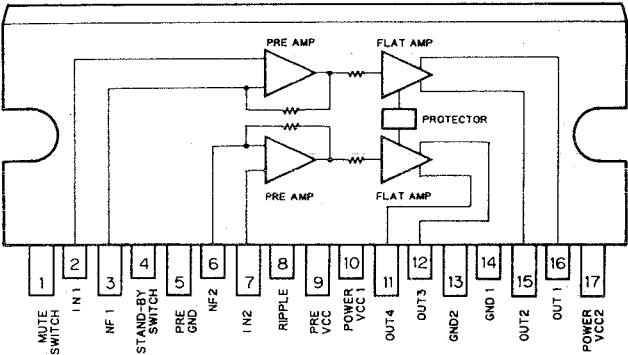 PRE AMP
FLAT AMP
PROTECTOR
PRE AMP
FLAT AMP
1
2
3
4
5
6
7
8
9
10
11
12
13
14
15
16
17
MUTE
SWITCH
IN 1
NF 1
STAND-BY
SWITCH
PRE
GND
NF2
IN2
RIPPLE
PRE
VCC
POWER
VCC 1
OUT4
OUT3
GND2
GND 1
OUT2
OUT 1
POWER
VCC2